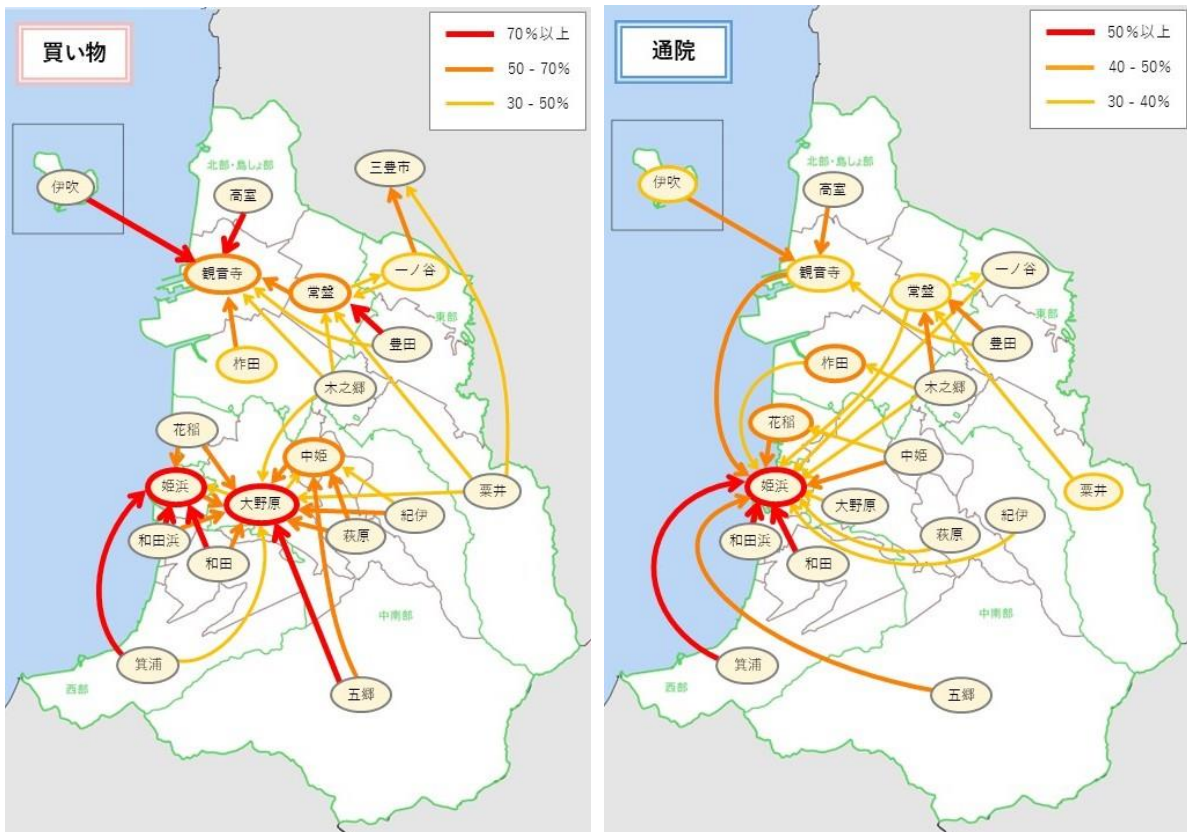 買い物
70%以上
50 - 70%
30 - 50%
北部・島しょ部
三豊市
伊吹
高室
観音寺
常盤
一ノ谷
東部
豊田
柞田
木之郷
花稲
中姫
姫浜
大野原
粟井
紀伊
和田浜
萩原
和田
中南部
箕浦
西部
五郷
通院
50%以上
40 - 50%
30 - 40%
北部・島しょ部
伊吹
高室
観音寺
常盤
一ノ谷
東部
豊田
柞田
木之郷
花稲
中姫
姫浜
大野原
粟井
紀伊
和田浜
萩原
和田
中南部
箕浦
西部
五郷